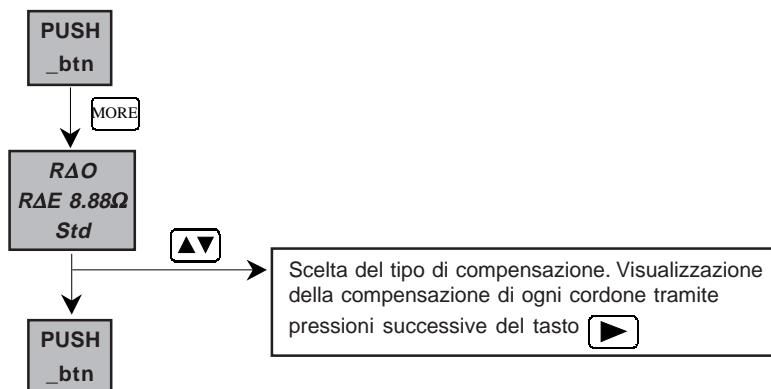 PUSH
_btn
MORE
RΔO
RΔE 8.88Ω
Std
▲▼
Scelta del tipo di compensazione. Visualizzazione
della compensazione di ogni cordone tramite
pressioni successive del tasto ►
PUSH
_btn